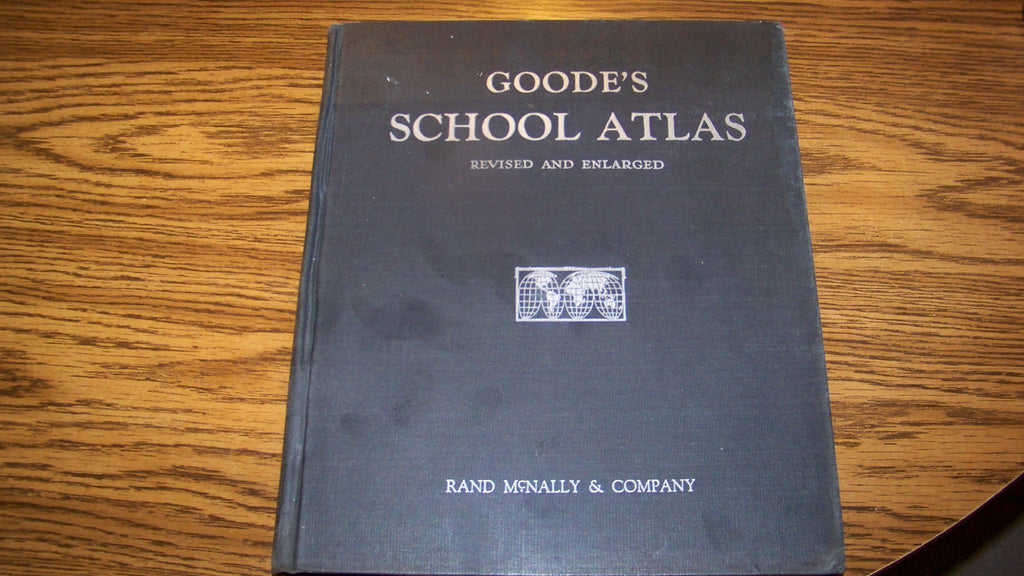 GOODE'S
SCHOOL ATLAS
REVISED AND ENLARGED
RAND McNALLY & COMPANY